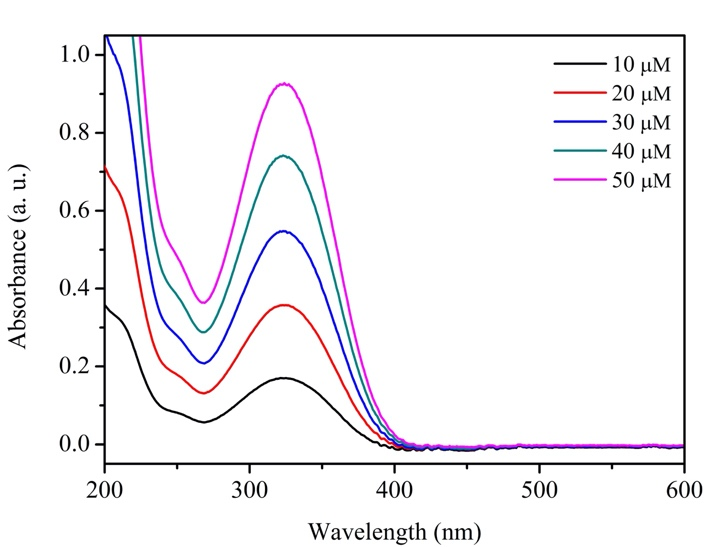 1.0
0.8
0.6
0.4
0.2
0.0
Absorbance (a. u.)
10 μM
20 μM
30 μM
40 μM
50 μM
200 300 400 500 600
Wavelength (nm)